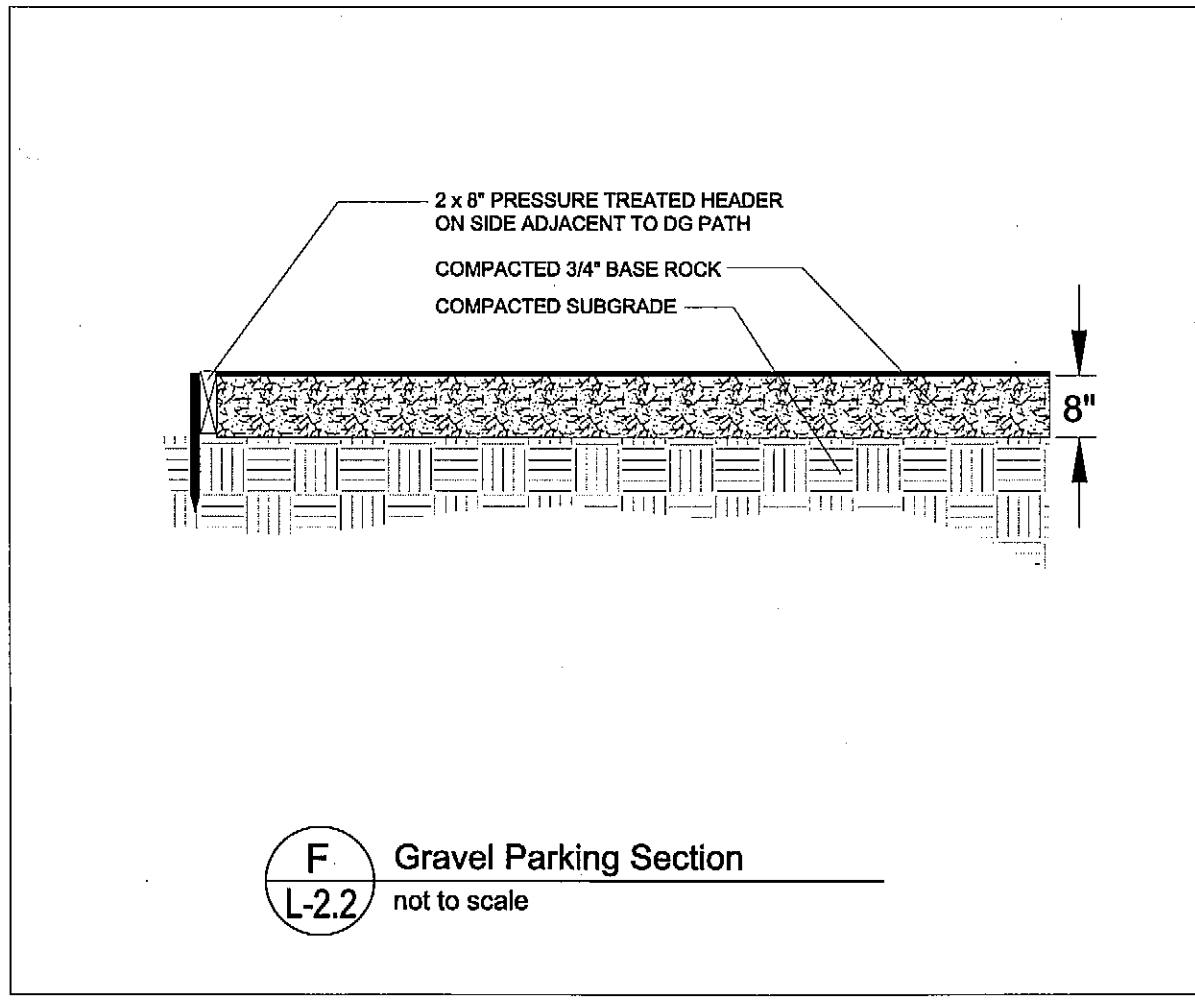 2 x 8" PRESSURE TREATED HEADER
ON SIDE ADJACENT TO DG PATH
COMPACTED 3/4" BASE ROCK
COMPACTED SUBGRADE
8"
F
L-2.2
Gravel Parking Section
not to scale